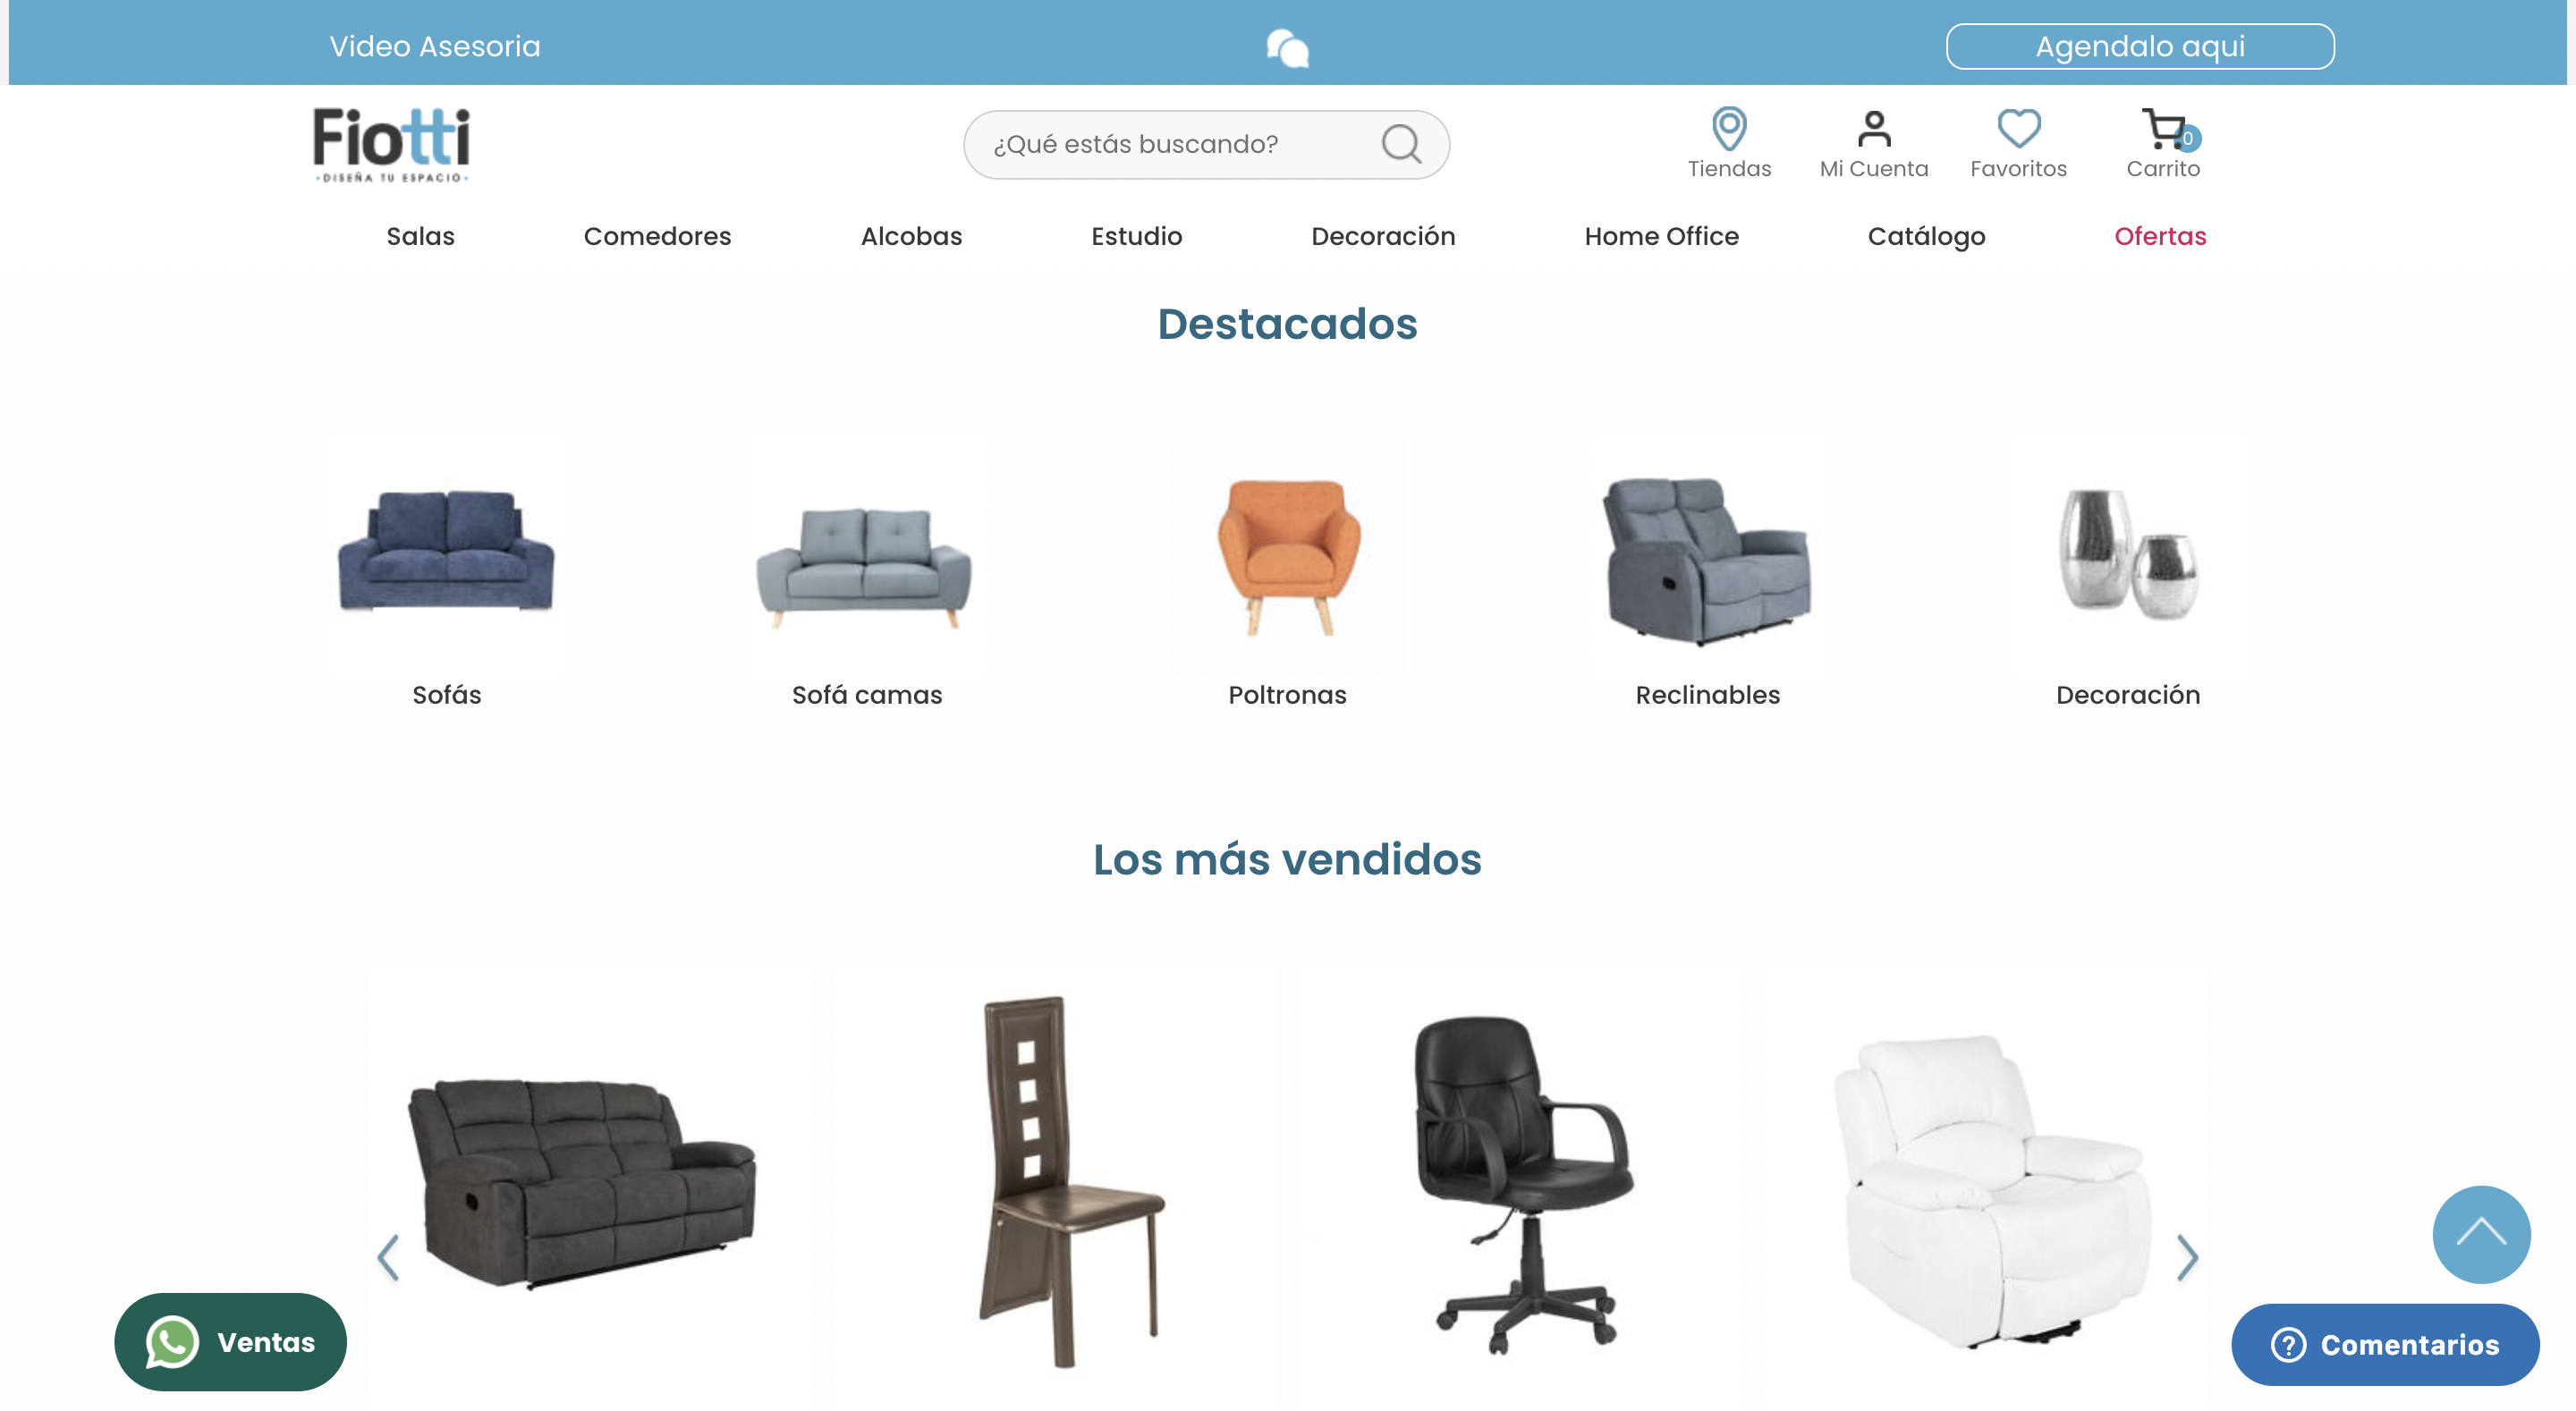 Video Asesoria
Agendalo aqui
Fiotti
DISEÑA TU ESPACIO
¿Qué estás buscando?
Tiendas
Mi Cuenta
Favoritos
0
Carrito
Salas
Comedores
Alcobas
Estudio
Decoración
Home Office
Catálogo
Ofertas
Destacados
Sofás
Sofá camas
Poltronas
Reclinables
Decoración
Los más vendidos
Ventas
Comentarios